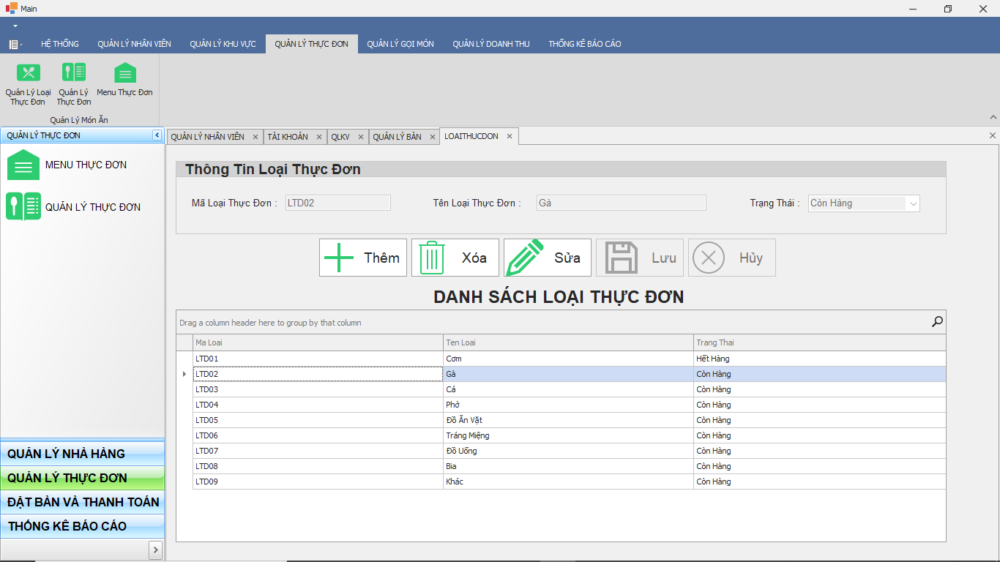 Main
HỆ THỐNG QUẢN LÝ NHÂN VIÊN QUẢN LÝ KHU VỰC QUẢN LÝ THỰC ĐƠN QUẢN LÝ GỌI MÓN QUẢN LÝ DOANH THU THỐNG KÊ BÁO CÁO
Quản Lý Loại Thực Đơn
Quản Lý Thực Đơn
Menu Thực Đơn
Quản Lý Món Ăn
QUẢN LÝ THỰC ĐƠN
MENU THỰC ĐƠN
QUẢN LÝ THỰC ĐƠN
QUẢN LÝ NHÀ HÀNG
QUẢN LÝ THỰC ĐƠN
ĐẶT BÀN VÀ THANH TOÁN
THỐNG KÊ BÁO CÁO
QUẢN LÝ NHÂN VIÊN TÀI KHOẢN QLKV QUẢN LÝ BÀN LOAITHUCDON
Thông Tin Loại Thực Đơn
Mã Loại Thực Đơn : LTD02 Tên Loại Thực Đơn : Gà Trạng Thái : Còn Hàng
Thêm Xóa Sửa Lưu Hủy
DANH SÁCH LOẠI THỰC ĐƠN
Drag a column header here to group by that column
Ma Loai Ten Loai Trang Thai
LTD01 Cơm Hết Hàng
LTD02 Gà Còn Hàng
LTD03 Cá Còn Hàng
LTD04 Phở Còn Hàng
LTD05 Đồ Ăn Vặt Còn Hàng
LTD06 Tráng Miệng Còn Hàng
LTD07 Đồ Uống Còn Hàng
LTD08 Bia Còn Hàng
LTD09 Khác Còn Hàng